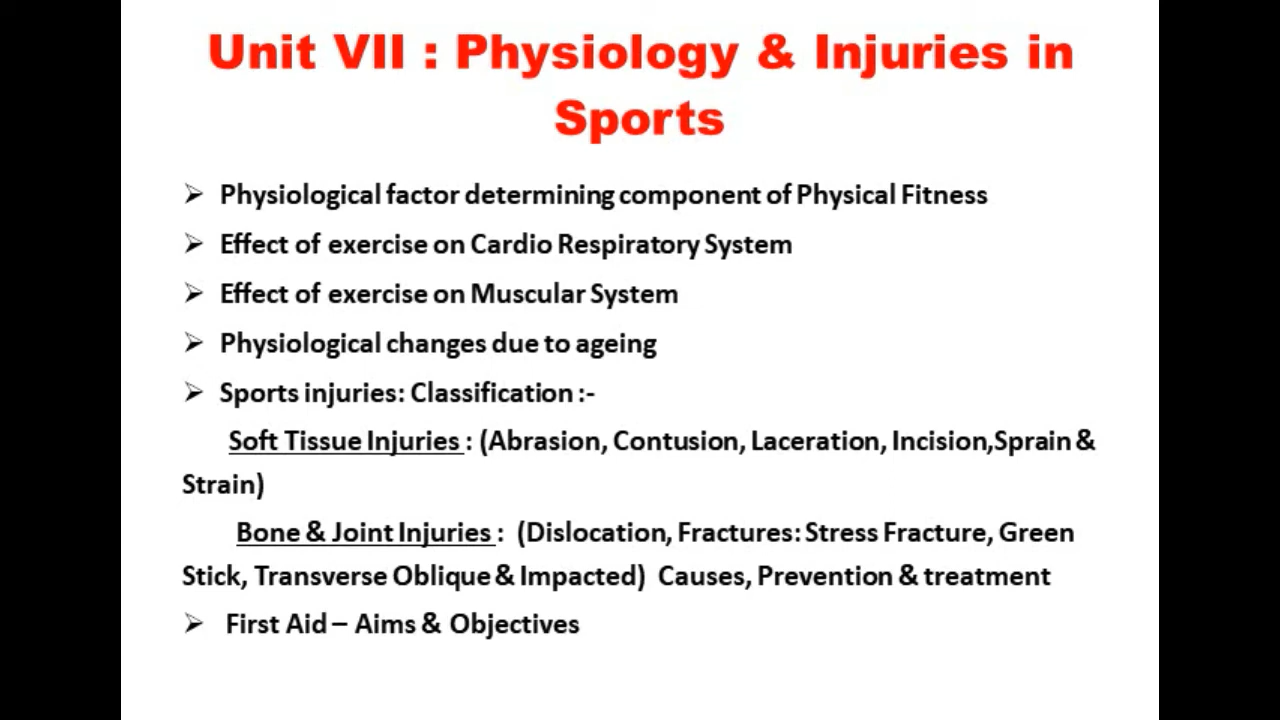 Unit VII : Physiology & Injuries in
Sports
➢ Physiological factor determining component of Physical Fitness
➢ Effect of exercise on Cardio Respiratory System
➢ Effect of exercise on Muscular System
➢ Physiological changes due to ageing
➢ Sports injuries: Classification :-
Soft Tissue Injuries : (Abrasion, Contusion, Laceration, Incision,Sprain &
Strain)
Bone & Joint Injuries : (Dislocation, Fractures: Stress Fracture, Green
Stick, Transverse Oblique & Impacted) Causes, Prevention & treatment
➢ First Aid – Aims & Objectives